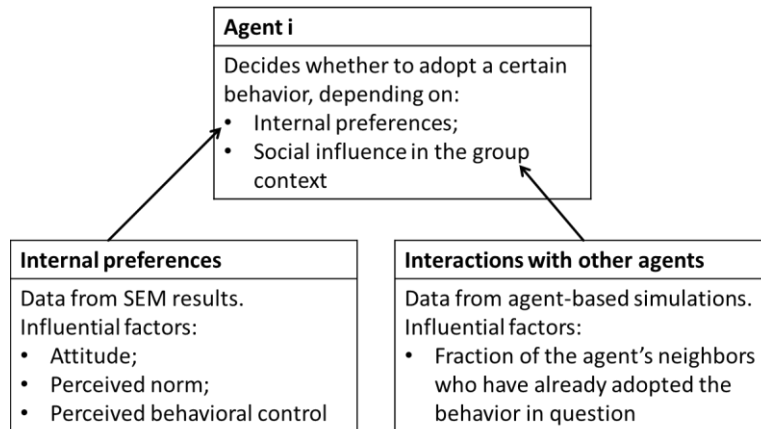 Agent i
Decides whether to adopt a certain
behavior, depending on:
• Internal preferences;
• Social influence in the group
context
Internal preferences
Data from SEM results.
Influential factors:
• Attitude;
• Perceived norm;
• Perceived behavioral control
Interactions with other agents
Data from agent-based simulations.
Influential factors:
• Fraction of the agent's neighbors
who have already adopted the
behavior in question